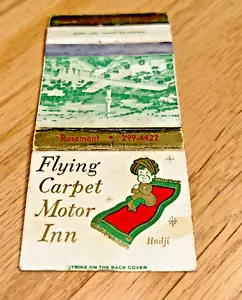 Rosemont • 299-4422
Flying
Carpet
Motor
Inn
Hadji
STRIKE ON THE BACK COVER